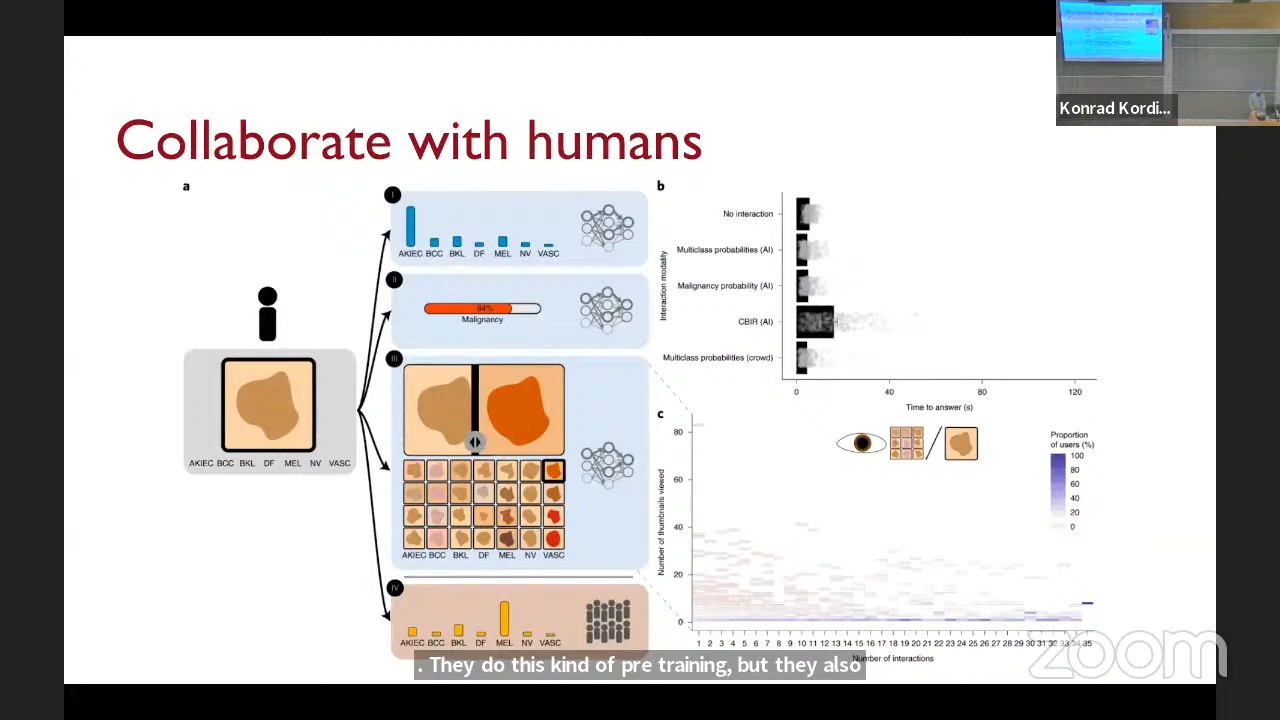 Collaborate with humans
Konrad Kordi...
a
I
AKIEC BCC BKL DF MEL NV VASC
II
84%
Malignancy
III
AKIEC BCC BKL DF MEL NV VASC
AKIEC BCC BKL DF MEL NV VASC
IV
AKIEC BCC BKL DF MEL NV VASC
b
Interaction modality
No interaction
Multiclass probabilities (AI)
Malignancy probability (AI)
CBIR (AI)
Multiclass probabilities (crowd)
0 40 80 120
Time to answer (s)
c
Number of thumbnails viewed
80
60
40
20
0
Proportion
of users (%)
100
80
60
40
20
0
1 2 3 4 5 6 7 8 9 10 11 12 13 14 15 16 17 18 19 20 21 22 23 24 25 26 27 28 29 30 31 32 33 34 35
Number of interactions
. They do this kind of pre training, but they also
zoom